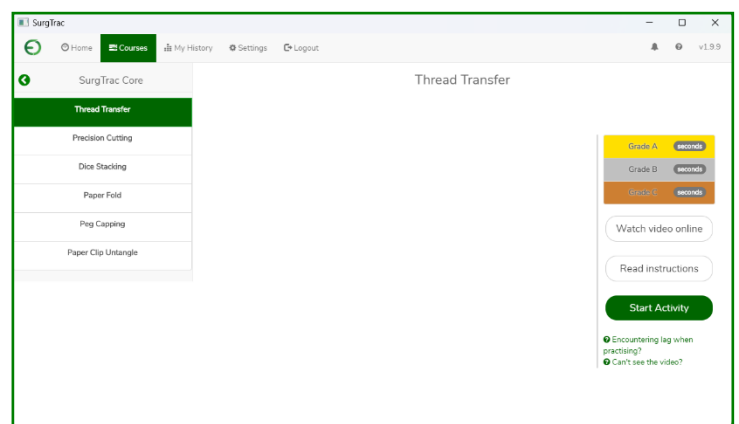 SurgTrac
Home Courses My History Settings Logout v1.9.9
SurgTrac Core
Thread Transfer
Thread Transfer
Precision Cutting
Dice Stacking
Paper Fold
Peg Capping
Paper Clip Untangle
Grade A seconds
Grade B seconds
Grade C seconds
Watch video online
Read instructions
Start Activity
Encountering lag when
practising?
Can't see the video?